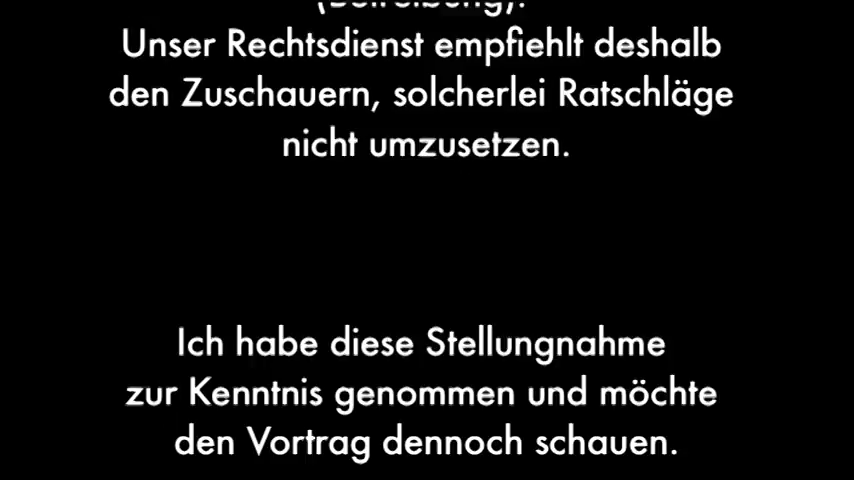 (Betreibung).
Unser Rechtsdienst empfiehlt deshalb
den Zuschauern, solcherlei Ratschläge
nicht umzusetzen.
Ich habe diese Stellungnahme
zur Kenntnis genommen und möchte
den Vortrag dennoch schauen.